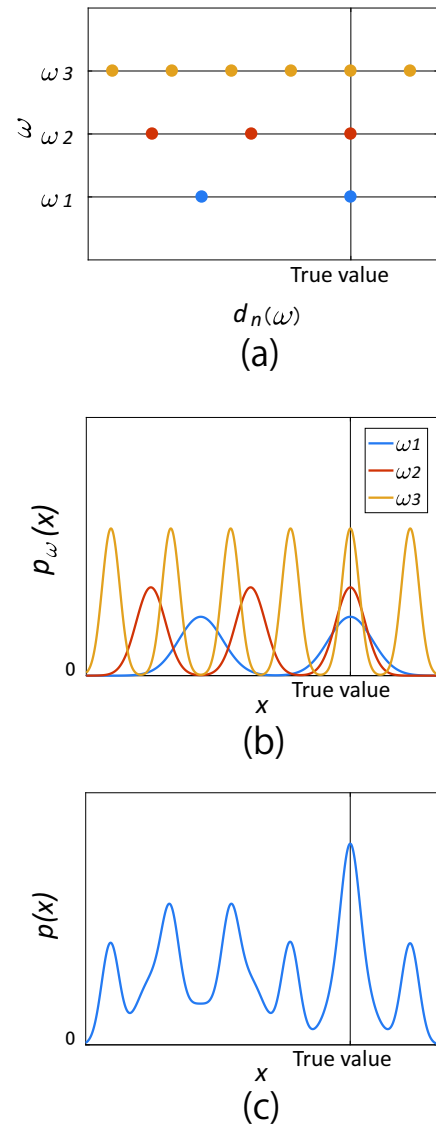 ω3
ω2
ω
ω1
True value
dn(ω)
(a)
ω1
ω2
ω3
pω(x)
0
True value
x
(b)
p(x)
0
True value
x
(c)